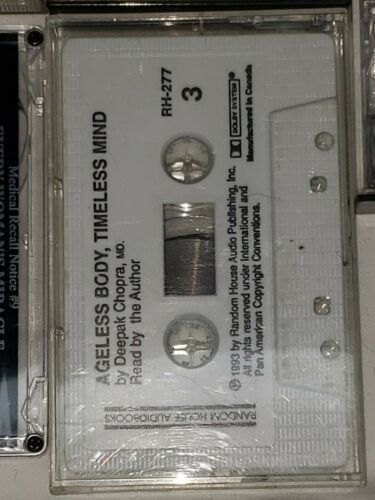 RANDOM HOUSE AUDIOBOOKS
AGELESS BODY, TIMELESS MIND
by Deepak Chopra, MD.
Read by the Author
RH-277
3
℗ 1993 by Random House Audio Publishing, Inc.
All rights reserved under International and
Pan American Copyright Conventions.
DOLBY SYSTEM ®
Manufactured in Canada
Medical Recall Notice #9